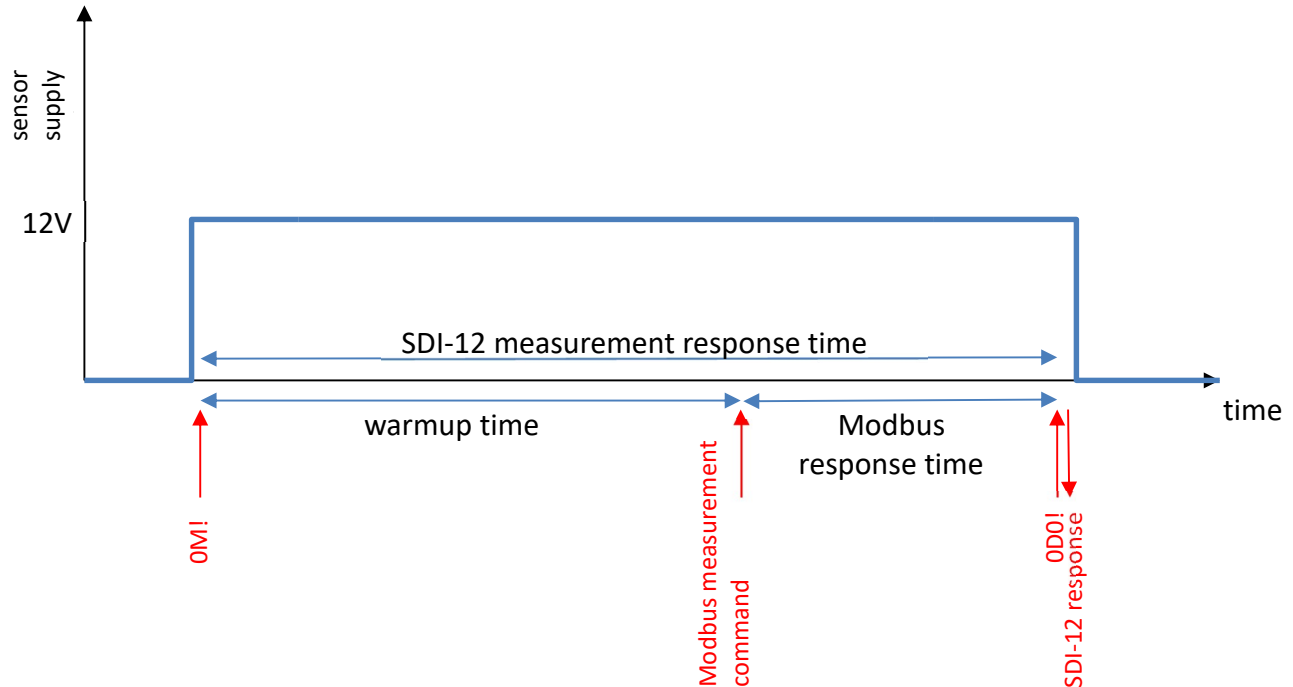 sensor
supply
12V
SDI-12 measurement response time
time
warmup time
Modbus
response time
0M!
Modbus measurement
command
0D0!
SDI-12 response